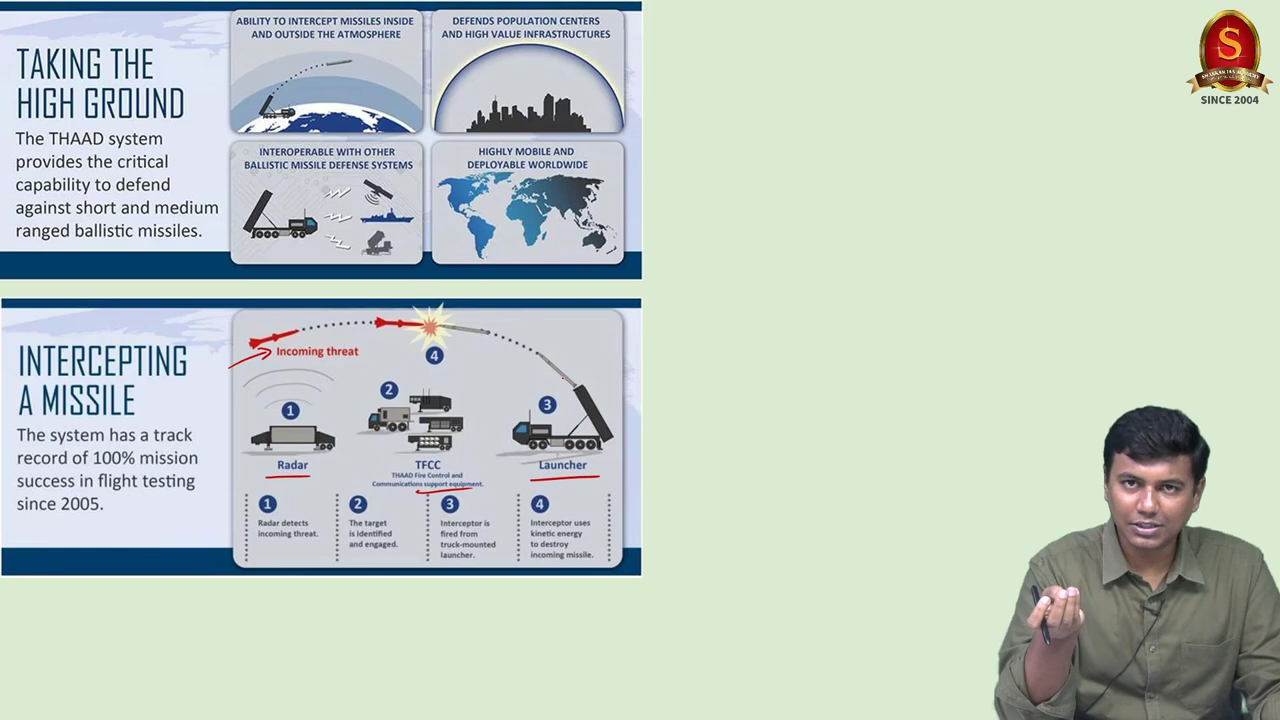 TAKING THE
HIGH GROUND
The THAAD system
provides the critical
capability to defend
against short and medium
ranged ballistic missiles.
ABILITY TO INTERCEPT MISSILES INSIDE
AND OUTSIDE THE ATMOSPHERE
DEFENDS POPULATION CENTERS
AND HIGH VALUE INFRASTRUCTURES
INTEROPERABLE WITH OTHER
BALLISTIC MISSILE DEFENSE SYSTEMS
HIGHLY MOBILE AND
DEPLOYABLE WORLDWIDE
S
SINCE 2004
INTERCEPTING
A MISSILE
The system has a track
record of 100% mission
success in flight testing
since 2005.
Incoming threat
4
1
2
3
Radar
TFCC
THAAD Fire Control and
Communications support equipment.
Launcher
1
Radar detects
incoming threat.
2
The target
is identified
and engaged.
3
Interceptor is
fired from
truck-mounted
launcher.
4
Interceptor uses
kinetic energy
to destroy
incoming missile.